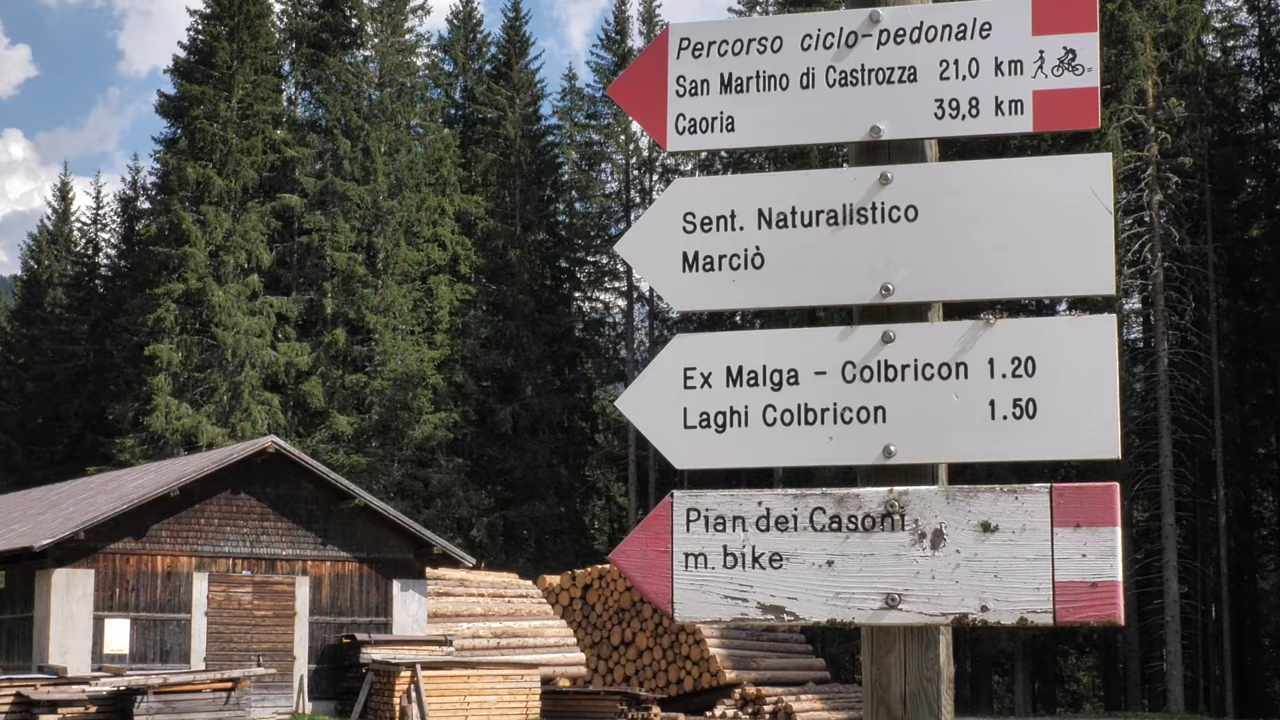 Percorso ciclo-pedonale
San Martino di Castrozza 21,0 km
Caoria 39,8 km
Sent. Naturalistico
Marciò
Ex Malga - Colbricon 1.20
Laghi Colbricon 1.50
Pian dei Casoni
m. bike